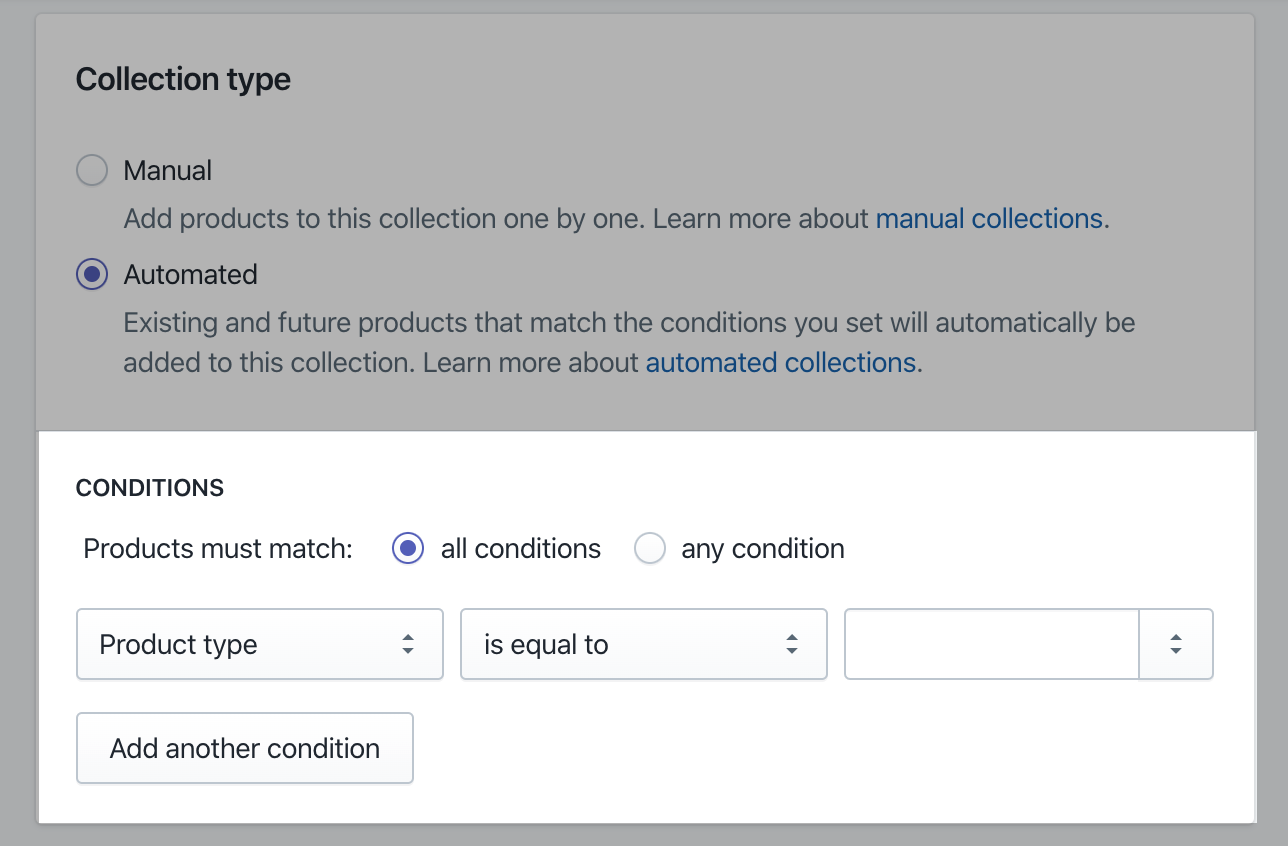 Collection type
Manual
Add products to this collection one by one. Learn more about manual collections.
Automated
Existing and future products that match the conditions you set will automatically be
added to this collection. Learn more about automated collections.
CONDITIONS
Products must match: all conditions any condition
Product type is equal to
Add another condition